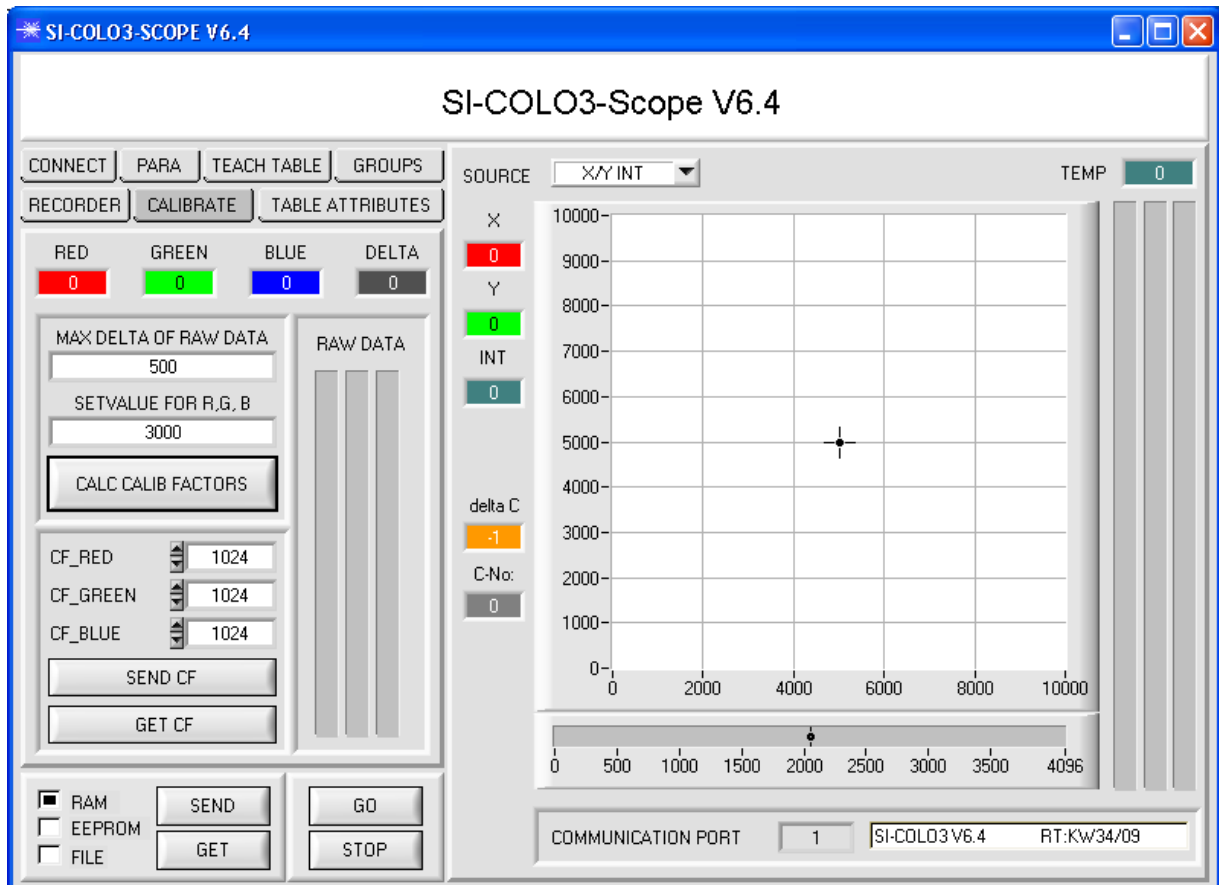 SI-COLO3-SCOPE V6.4
SI-COLO3-Scope V6.4
CONNECT PARA TEACH TABLE GROUPS
RECORDER CALIBRATE TABLE ATTRIBUTES
RED GREEN BLUE DELTA
0 0 0 0
MAX DELTA OF RAW DATA
500
SETVALUE FOR R,G, B
3000
CALC CALIB FACTORS
RAW DATA
CF_RED 1024
CF_GREEN 1024
CF_BLUE 1024
SEND CF
GET CF
RAM
EEPROM
FILE
SEND
GET
GO
STOP
SOURCE X/Y INT
TEMP 0
X
0
Y
0
INT
0
delta C
-1
C-No:
0
10000
9000
8000
7000
6000
5000
4000
3000
2000
1000
0
0 2000 4000 6000 8000 10000
0 500 1000 1500 2000 2500 3000 3500 4096
COMMUNICATION PORT 1 SI-COLO3 V6.4 RT:KW34/09